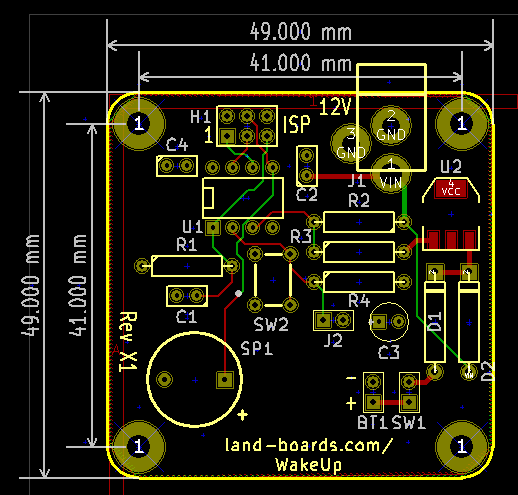 49.000 mm
41.000 mm
H1
1
ISP
12V
1
1
2
GND
3
GND
1
VIN
J1
C4
C2
U2
4
VCC
U1
R2
R3
R4
R1
C1
SW2
J2
C3
D1
D2
VIN
SP1
+
Rev X1
49.000 mm
41.000 mm
-
+
BT1
SW1
1
1
land-boards.com/
WakeUp